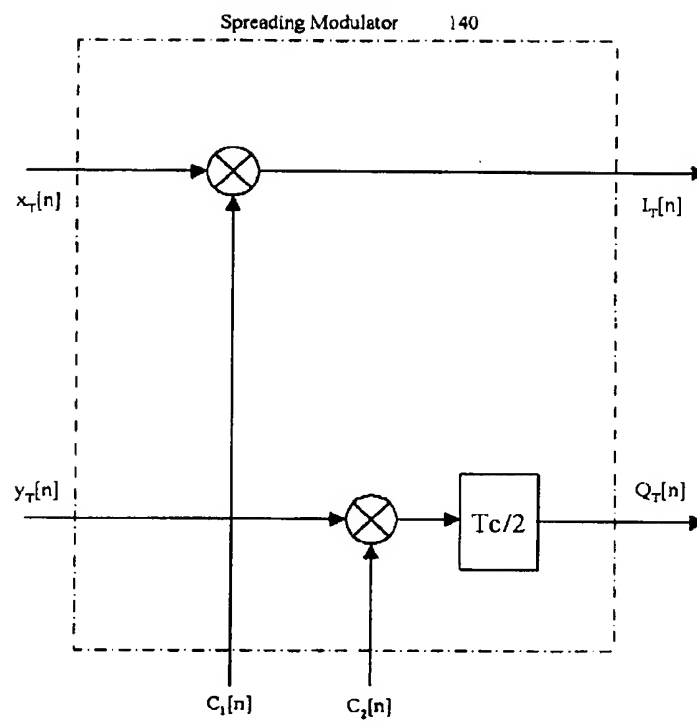 Spreading Modulator 140
x_T[n]
I_T[n]
y_T[n]
Q_T[n]
Tc/2
C_1[n]
C_2[n]